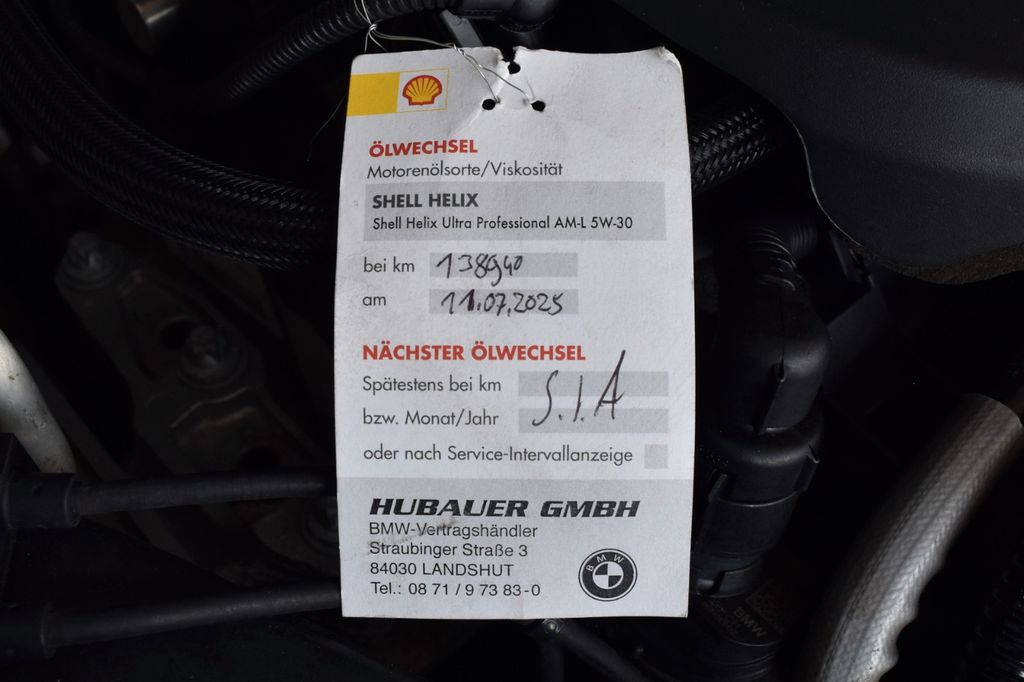 ÖLWECHSEL
Motorenölsorte/Viskosität
SHELL HELIX
Shell Helix Ultra Professional AM-L 5W-30
bei km 138940
am 11.07.2025
NÄCHSTER ÖLWECHSEL
Spätestens bei km
bzw. Monat/Jahr S.I.A
oder nach Service-Intervallanzeige
HUBAUER GMBH
BMW-Vertragshändler
Straubinger Straße 3
84030 LANDSHUT
Tel.: 08 71 / 9 73 83-0
BMW
BMW